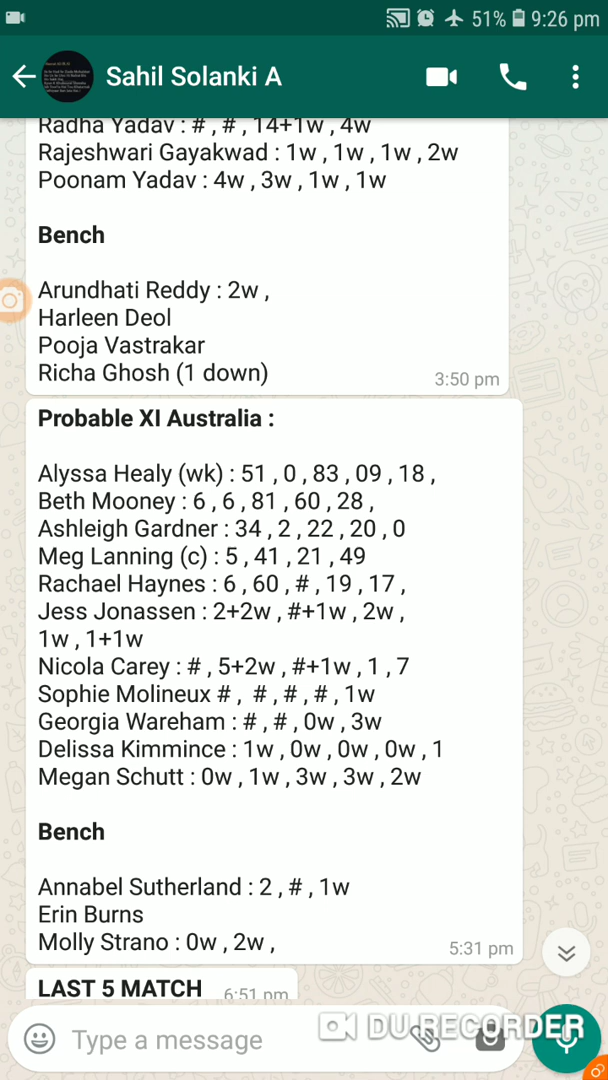 51% 9:26 pm
Sahil Solanki A
Radha Yadav : # , # , 14+1w , 4w
Rajeshwari Gayakwad : 1w , 1w , 1w , 2w
Poonam Yadav : 4w , 3w , 1w , 1w
Bench
Arundhati Reddy : 2w ,
Harleen Deol
Pooja Vastrakar
Richa Ghosh (1 down)
3:50 pm
Probable XI Australia :
Alyssa Healy (wk) : 51 , 0 , 83 , 09 , 18 ,
Beth Mooney : 6 , 6 , 81 , 60 , 28 ,
Ashleigh Gardner : 34 , 2 , 22 , 20 , 0
Meg Lanning (c) : 5 , 41 , 21 , 49
Rachael Haynes : 6 , 60 , # , 19 , 17 ,
Jess Jonassen : 2+2w , #+1w , 2w ,
1w , 1+1w
Nicola Carey : # , 5+2w , #+1w , 1 , 7
Sophie Molineux # , # , # , # , 1w
Georgia Wareham : # , # , 0w , 3w
Delissa Kimmince : 1w , 0w , 0w , 0w , 1
Megan Schutt : 0w , 1w , 3w , 3w , 2w
Bench
Annabel Sutherland : 2 , # , 1w
Erin Burns
Molly Strano : 0w , 2w ,
5:31 pm
LAST 5 MATCH 6:51 pm
Type a message
DU RECORDER